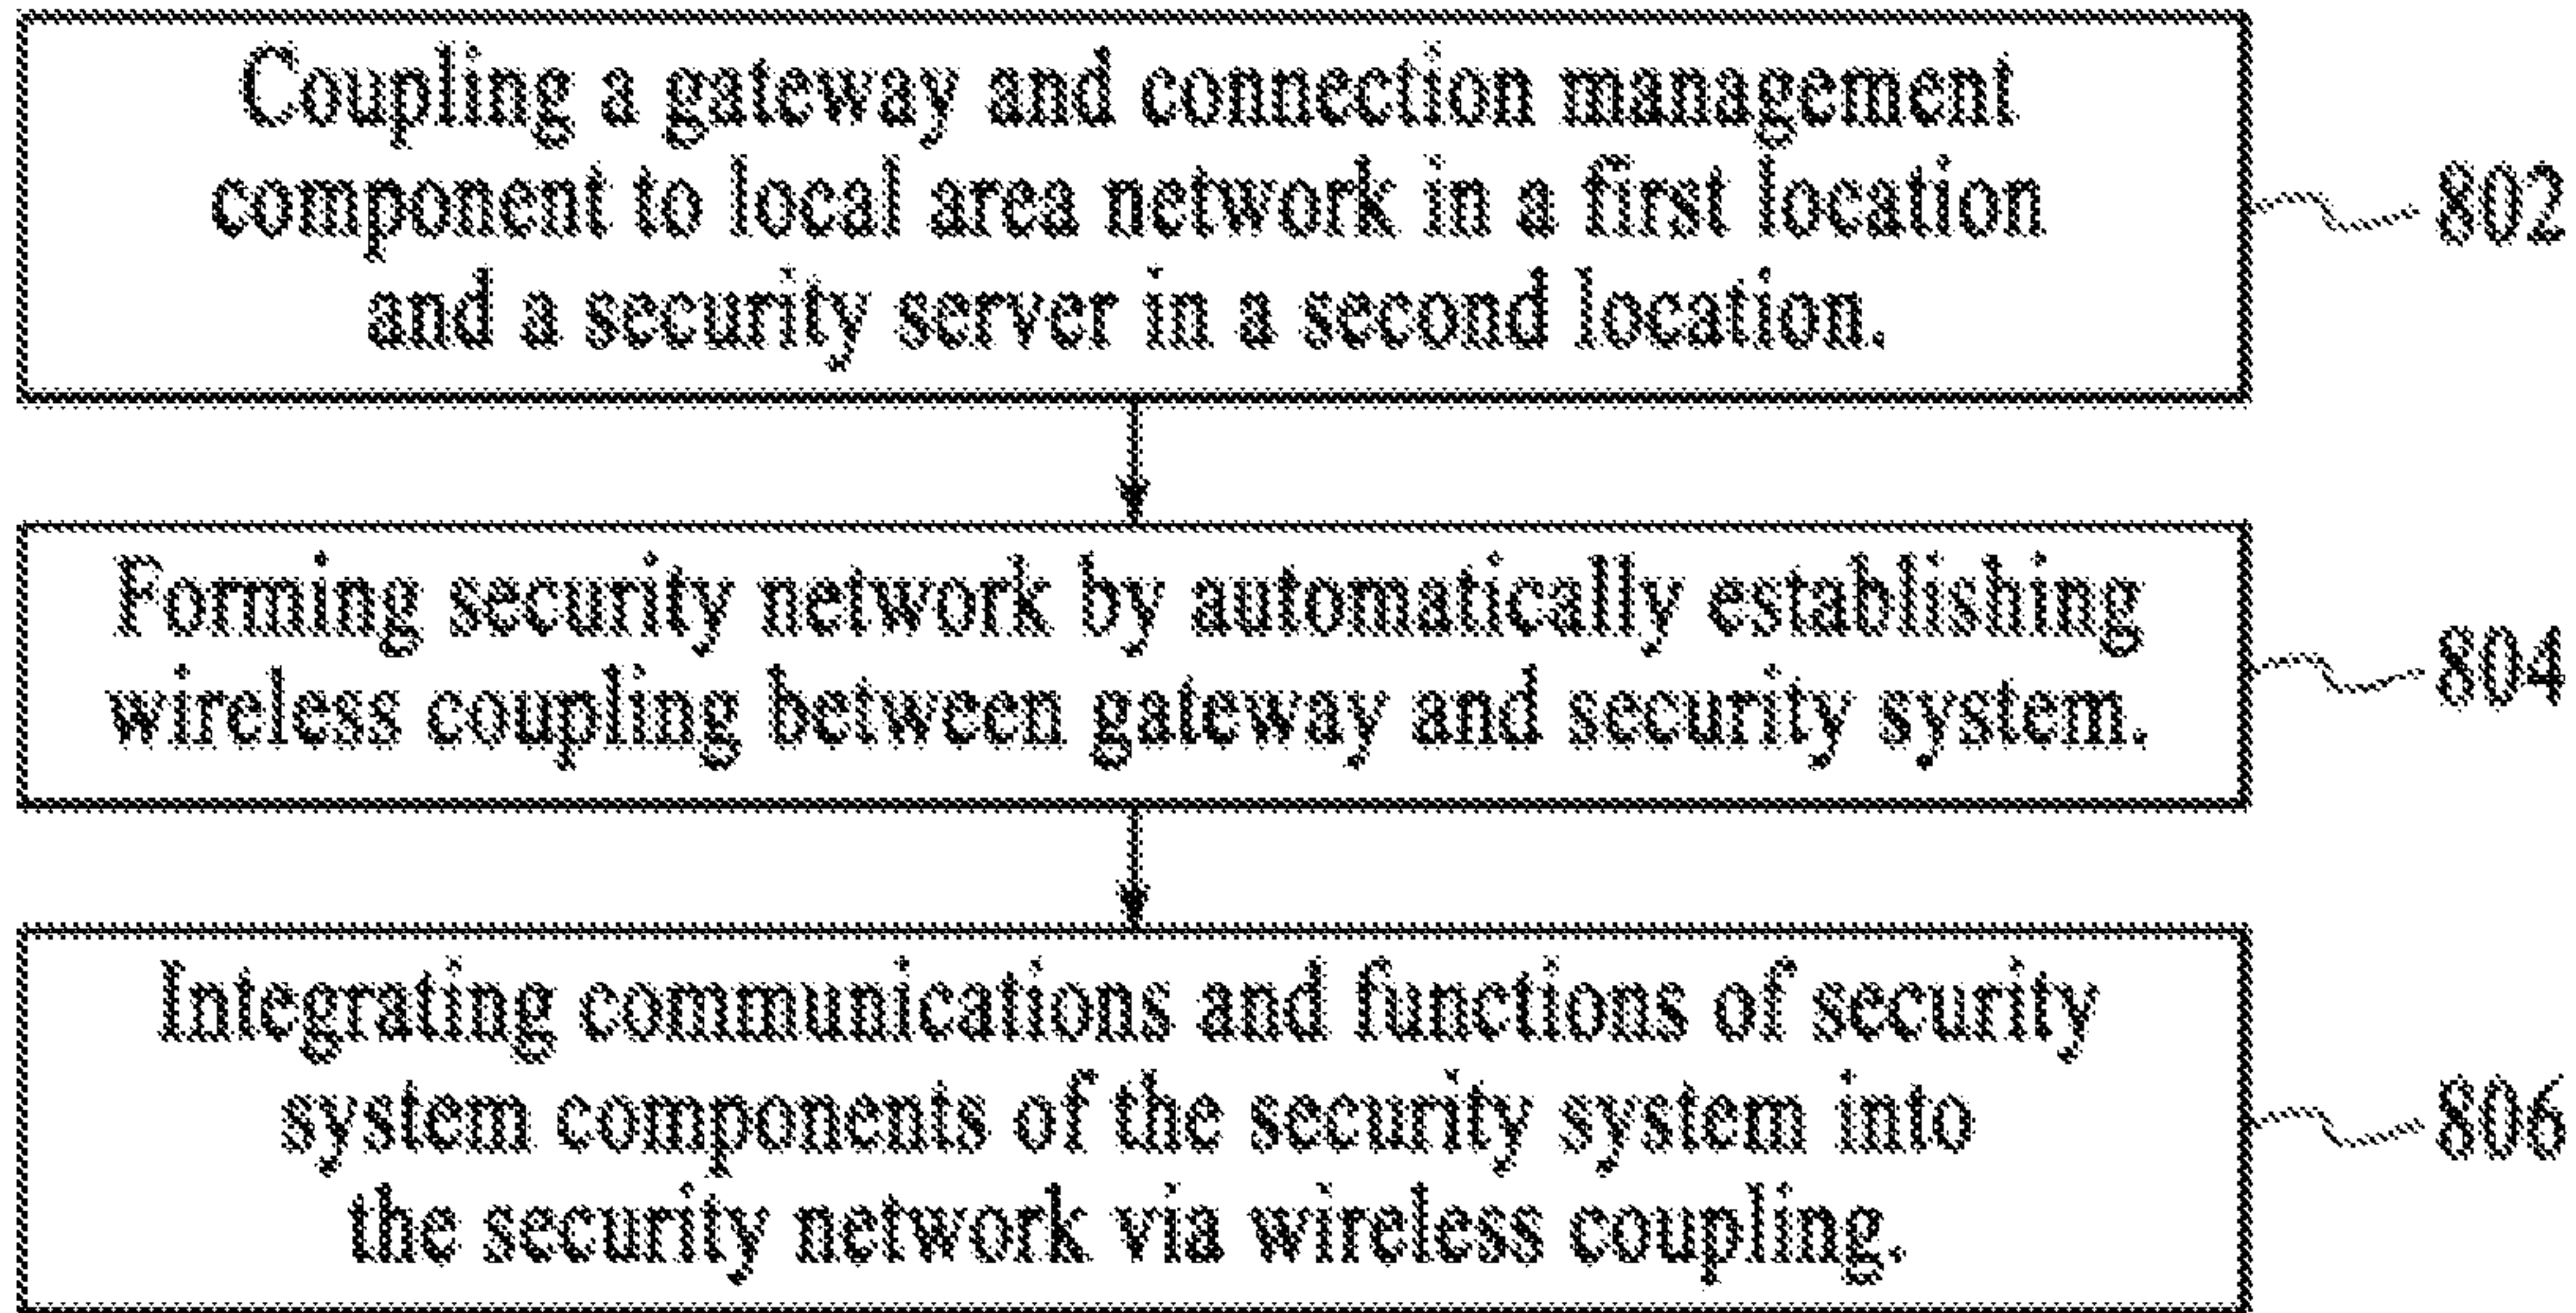 Coupling a gateway and connection management
component to local area network in a first location
and a security server in a second location.
802
Forming security network by automatically establishing
wireless coupling between gateway and security system.
804
Integrating communications and functions of security
system components of the security system into
the security network via wireless coupling.
806